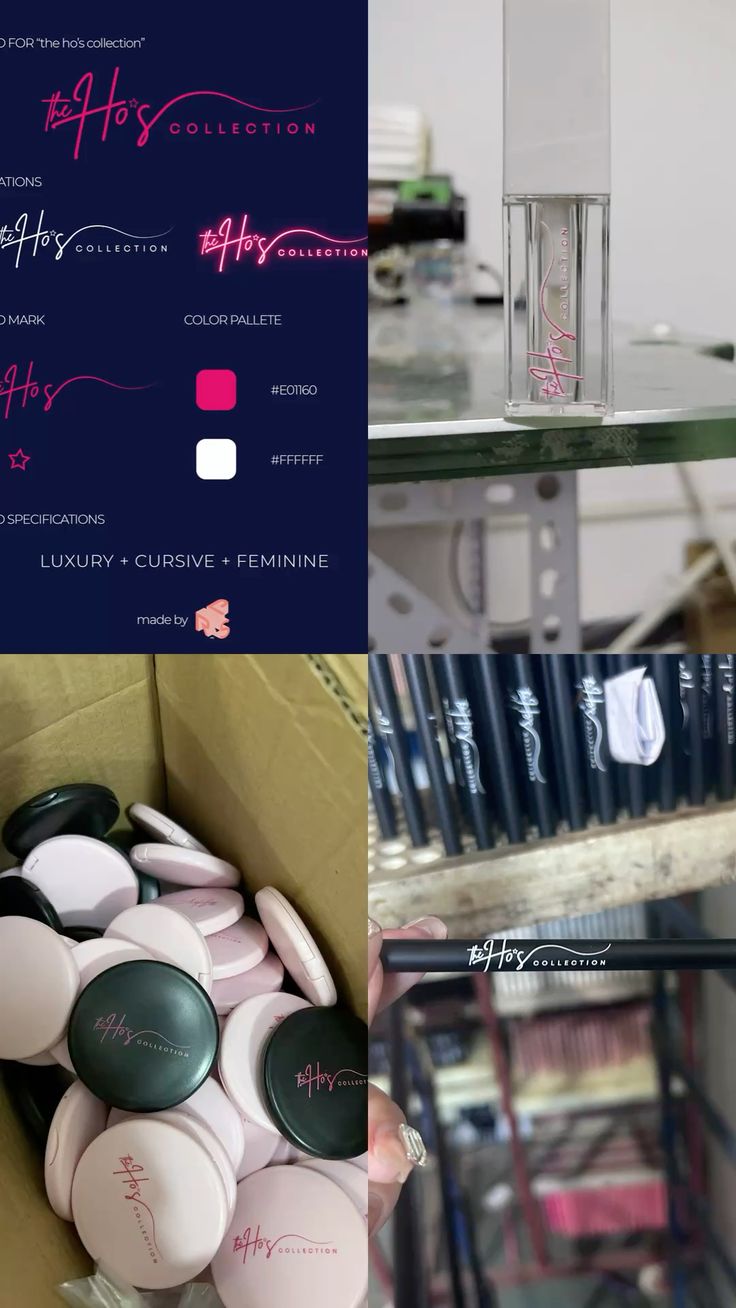 O FOR “the ho's collection”
the Ho's COLLECTION
ATIONS
the Ho's COLLECTION
the Ho's COLLECTION
O MARK
COLOR PALLETE
Ho's
#E01160
#FFFFFF
O SPECIFICATIONS
LUXURY + CURSIVE + FEMININE
made by
the Ho's COLLECTION
the Ho's COLLECTION
the Ho's COLLEC
the Ho's COLLECTION
the Ho's COLLECTION
the Ho's COLLECTION